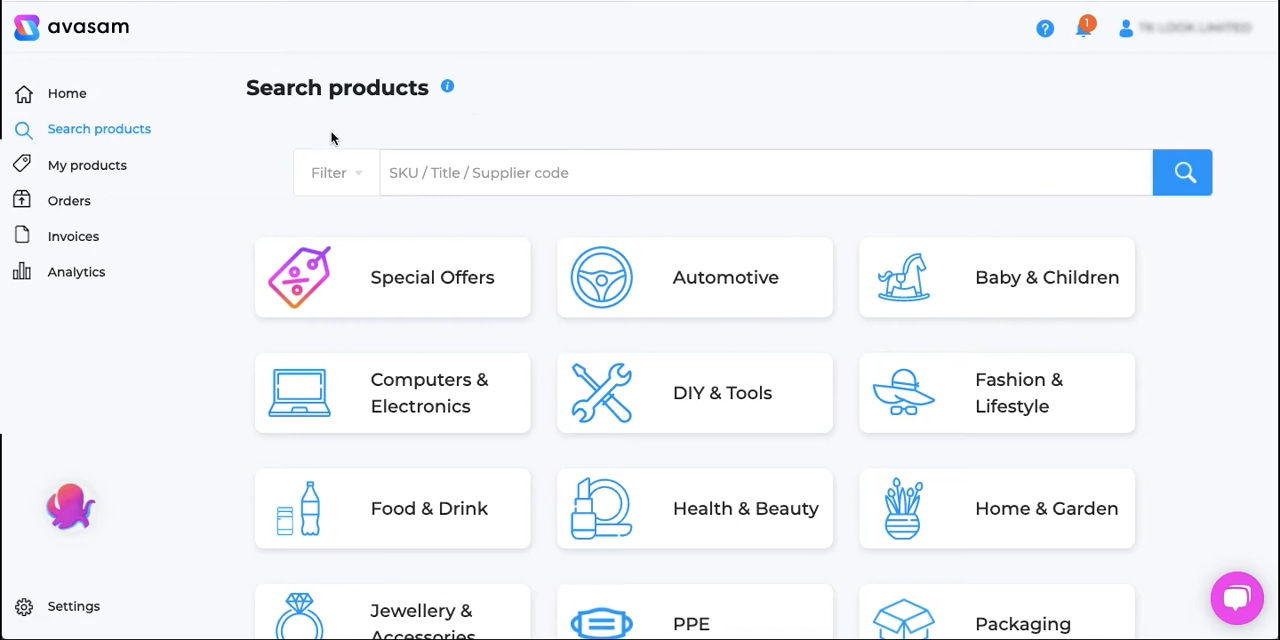 avasam
1
Home
Search products
My products
Orders
Invoices
Analytics
Settings
Search products
Filter
SKU / Title / Supplier code
Special Offers
Automotive
Baby & Children
Computers &
Electronics
DIY & Tools
Fashion &
Lifestyle
Food & Drink
Health & Beauty
Home & Garden
Jewellery &
Accessories
PPE
Packaging